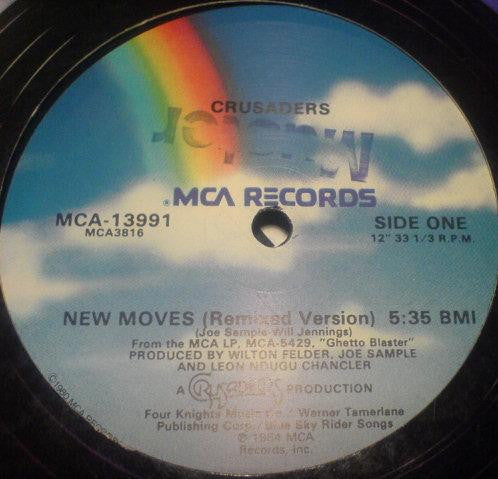 CRUSADERS
MCA RECORDS
MCA-13991
MCA3816
SIDE ONE
12" 33 1/3 R.P.M.
NEW MOVES (Remixed Version) 5:35 BMI
(Joe Sample-Will Jennings)
From the MCA LP, MCA-5429, "Ghetto Blaster"
PRODUCED BY WILTON FELDER, JOE SAMPLE
AND LEON NDUGU CHANCLER
A Crusaders PRODUCTION
Four Knights Music Co./Warner Tamerlane
Publishing Corp./Blue Sky Rider Songs
℗ 1984 MCA
Records, Inc.
©1980 MCA RECORDS